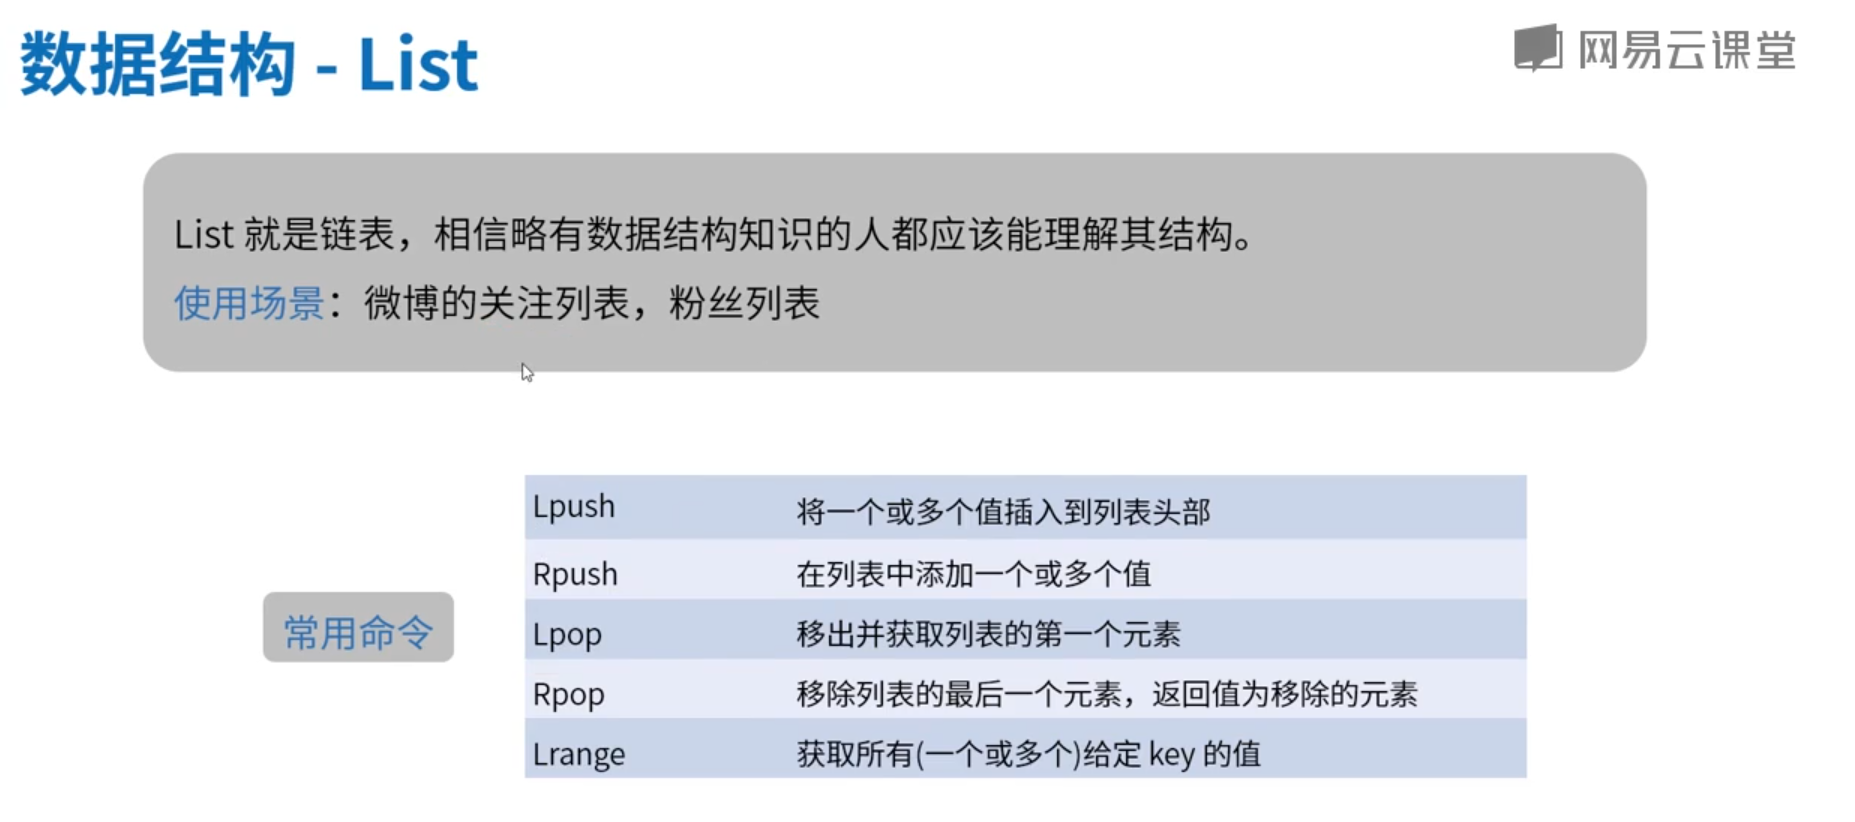 数据结构 - List
网易云课堂
List 就是链表，相信略有数据结构知识的人都应该能理解其结构。
使用场景：微博的关注列表，粉丝列表
常用命令
Lpush 将一个或多个值插入到列表头部
Rpush 在列表中添加一个或多个值
Lpop 移出并获取列表的第一个元素
Rpop 移除列表的最后一个元素，返回值为移除的元素
Lrange 获取所有(一个或多个)给定 key 的值